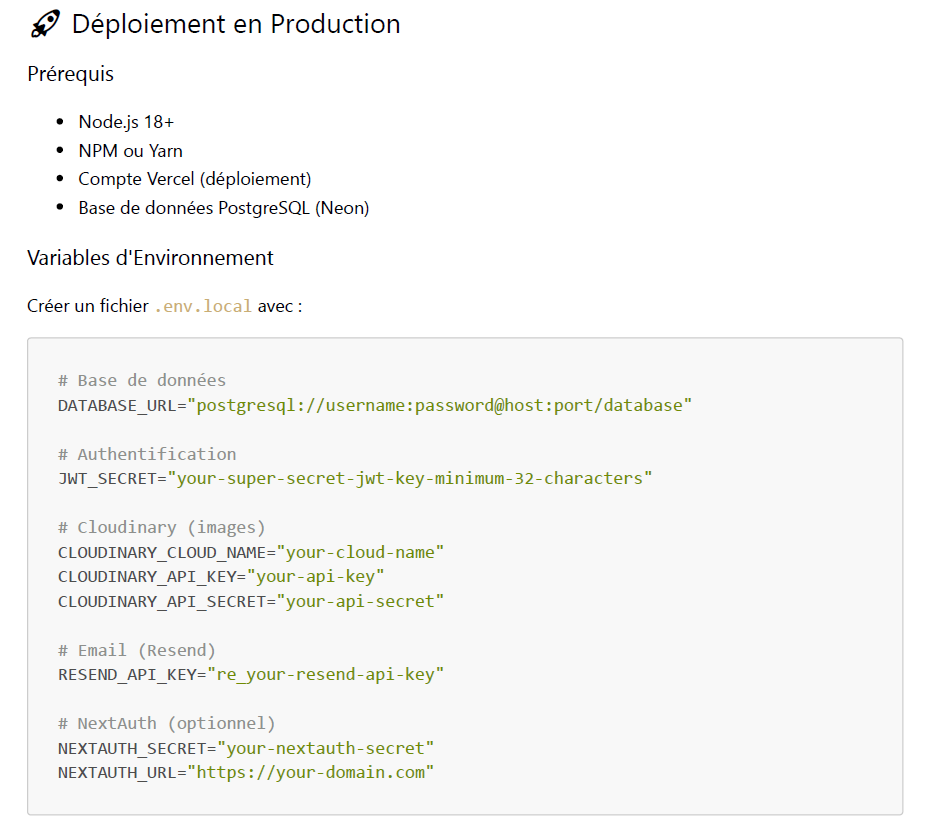 🚀 Déploiement en Production
Prérequis
• Node.js 18+
• NPM ou Yarn
• Compte Vercel (déploiement)
• Base de données PostgreSQL (Neon)
Variables d'Environnement
Créer un fichier .env.local avec :
# Base de données
DATABASE_URL="postgresql://username:password@host:port/database"
# Authentification
JWT_SECRET="your-super-secret-jwt-key-minimum-32-characters"
# Cloudinary (images)
CLOUDINARY_CLOUD_NAME="your-cloud-name"
CLOUDINARY_API_KEY="your-api-key"
CLOUDINARY_API_SECRET="your-api-secret"
# Email (Resend)
RESEND_API_KEY="re_your-resend-api-key"
# NextAuth (optionnel)
NEXTAUTH_SECRET="your-nextauth-secret"
NEXTAUTH_URL="https://your-domain.com"